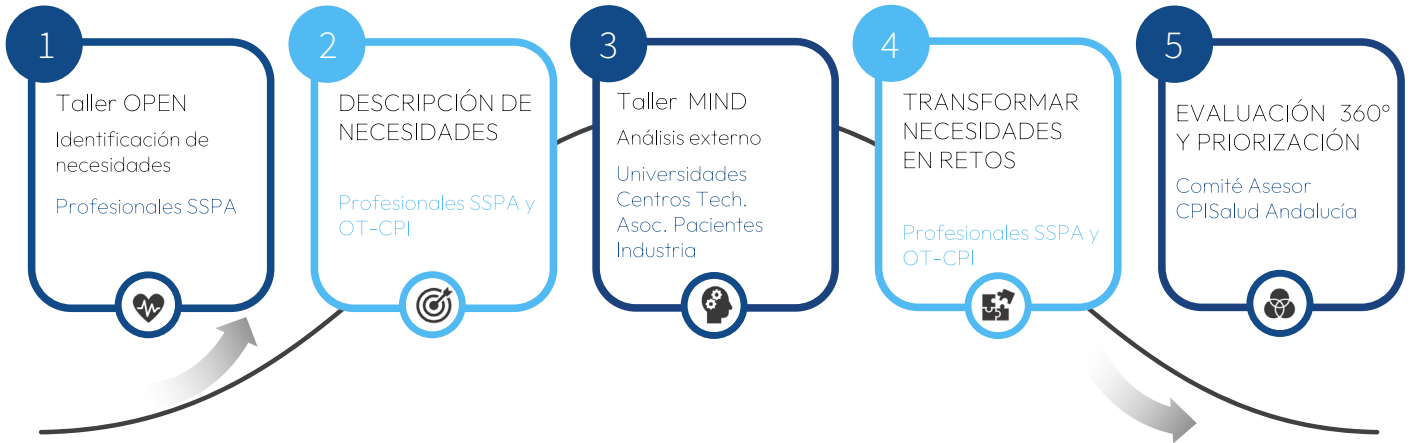 1
Taller OPEN
Identificación de
necesidades
Profesionales SSPA
2
DESCRIPCIÓN DE
NECESIDADES
Profesionales SSPA y
OT-CPI
3
Taller MIND
Análisis externo
Universidades
Centros Tech.
Asoc. Pacientes
Industria
4
TRANSFORMAR
NECESIDADES
EN RETOS
Profesionales SSPA y
OT-CPI
5
EVALUACIÓN 360º
Y PRIORIZACIÓN
Comité Asesor
CPISalud Andalucía